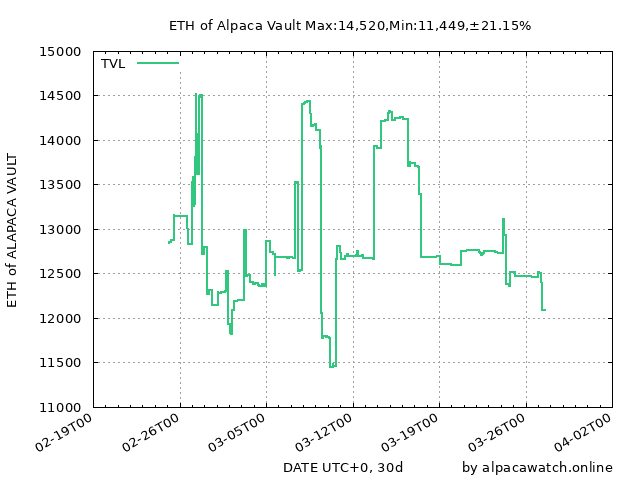 ETH of Alpaca Vault Max:14,520,Min:11,449,±21.15%
TVL
ETH of ALAPACA VAULT
15000
14500
14000
13500
13000
12500
12000
11500
11000
02-19T00
02-26T00
03-05T00
03-12T00
03-19T00
03-26T00
04-02T00
DATE UTC+0, 30d
by alpacawatch.online